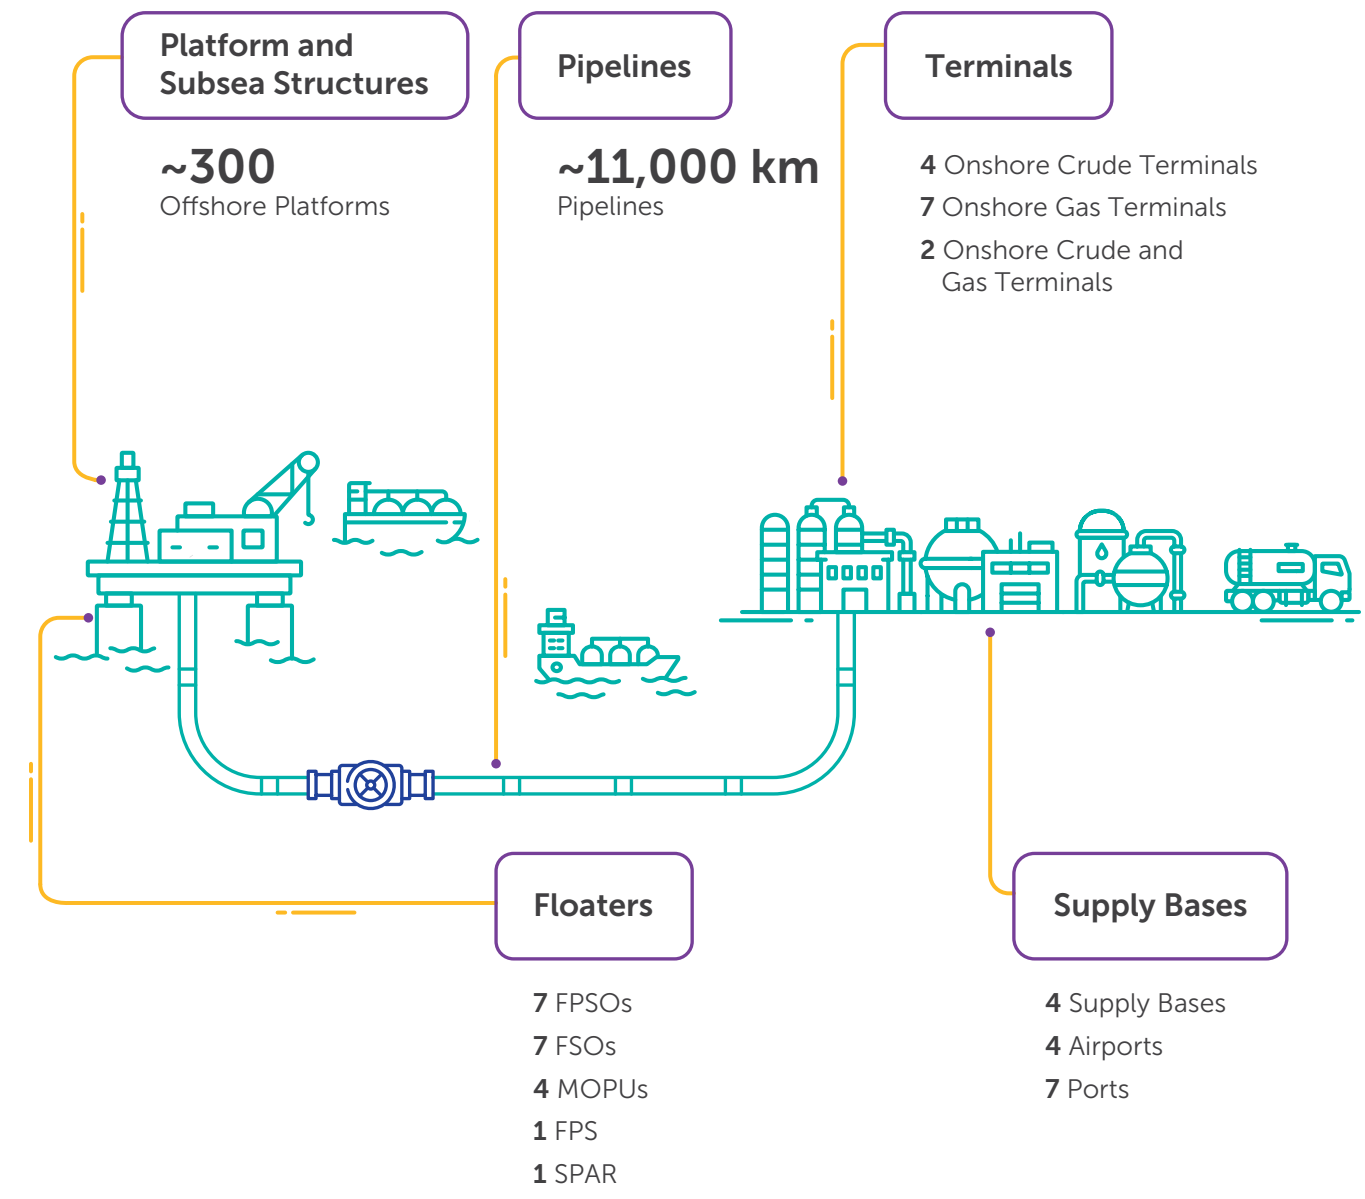 Platform and
Subsea Structures
~300
Offshore Platforms
Pipelines
~11,000 km
Pipelines
Terminals
4 Onshore Crude Terminals
7 Onshore Gas Terminals
2 Onshore Crude and
Gas Terminals
Floaters
7 FPSOs
7 FSOs
4 MOPUs
1 FPS
1 SPAR
Supply Bases
4 Supply Bases
4 Airports
7 Ports